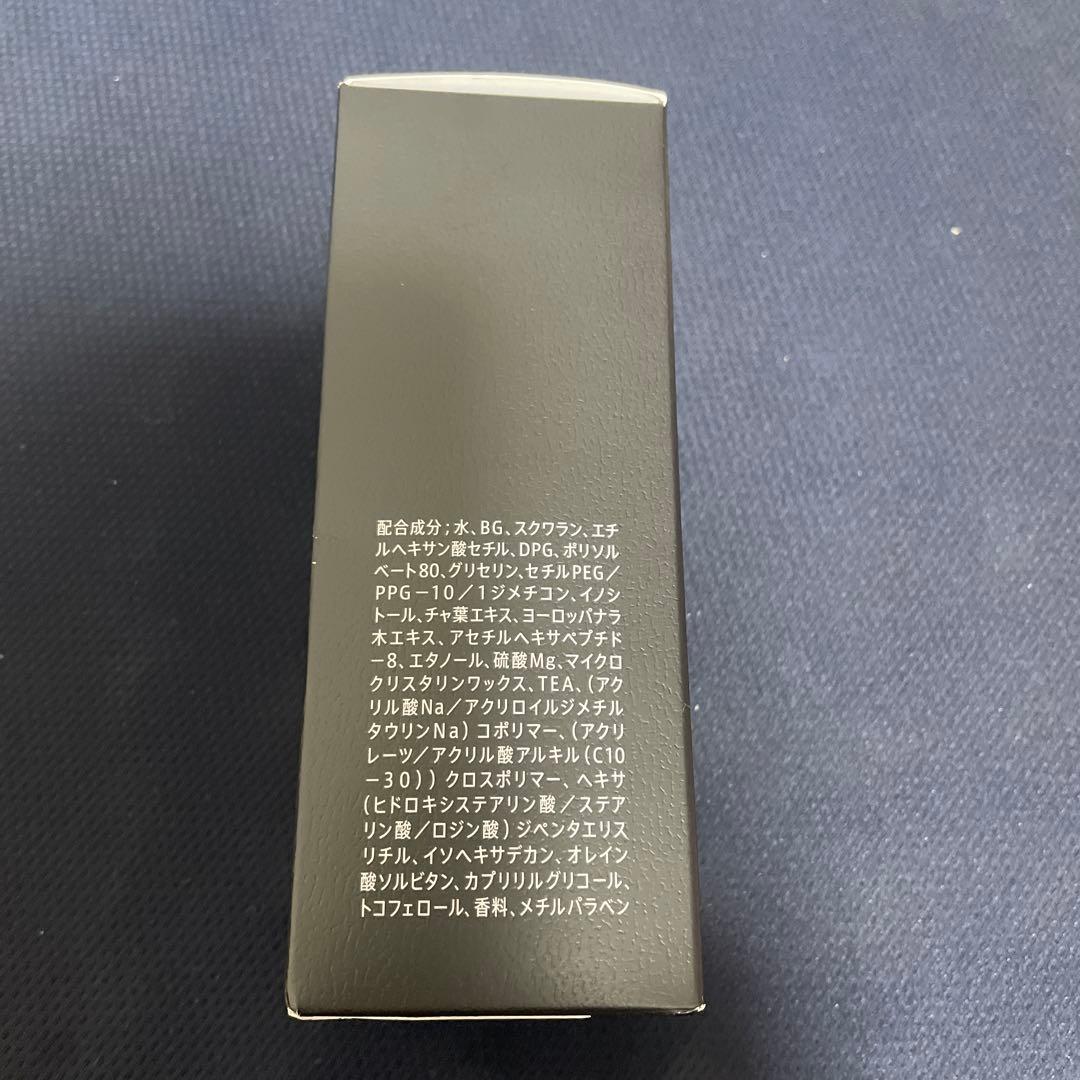 配合成分；水、BG、スクワラン、エチ
ルヘキサン酸セチル、DPG、ポリソル
ベート80、グリセリン、セチルPEG／
PPG－10／1ジメチコン、イノシ
トール、チャ葉エキス、ヨーロッパナラ
木エキス、アセチルヘキサペプチド
－8、エタノール、硫酸Mg、マイクロ
クリスタリンワックス、TEA、（アク
リル酸Na／アクリロイルジメチル
タウリンNa）コポリマー、（アクリ
レーツ／アクリル酸アルキル（C10
－30））クロスポリマー、ヘキサ
（ヒドロキシステアリン酸／ステア
リン酸／ロジン酸）ジペンタエリス
リチル、イソヘキサデカン、オレイン
酸ソルビタン、カプリリルグリコール、
トコフェロール、香料、メチルパラベン